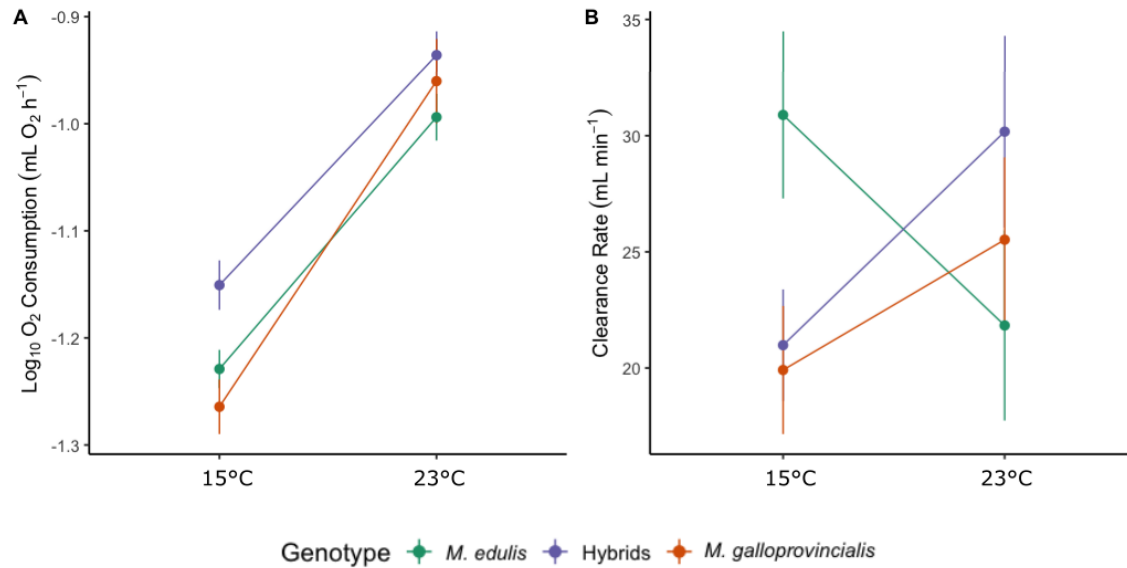 A
Log₁₀ O₂ Consumption (mL O₂ h⁻¹)
-0.9
-1.0
-1.1
-1.2
-1.3
15°C
23°C
B
Clearance Rate (mL min⁻¹)
35
30
25
20
15°C
23°C
Genotype M. edulis Hybrids M. galloprovincialis